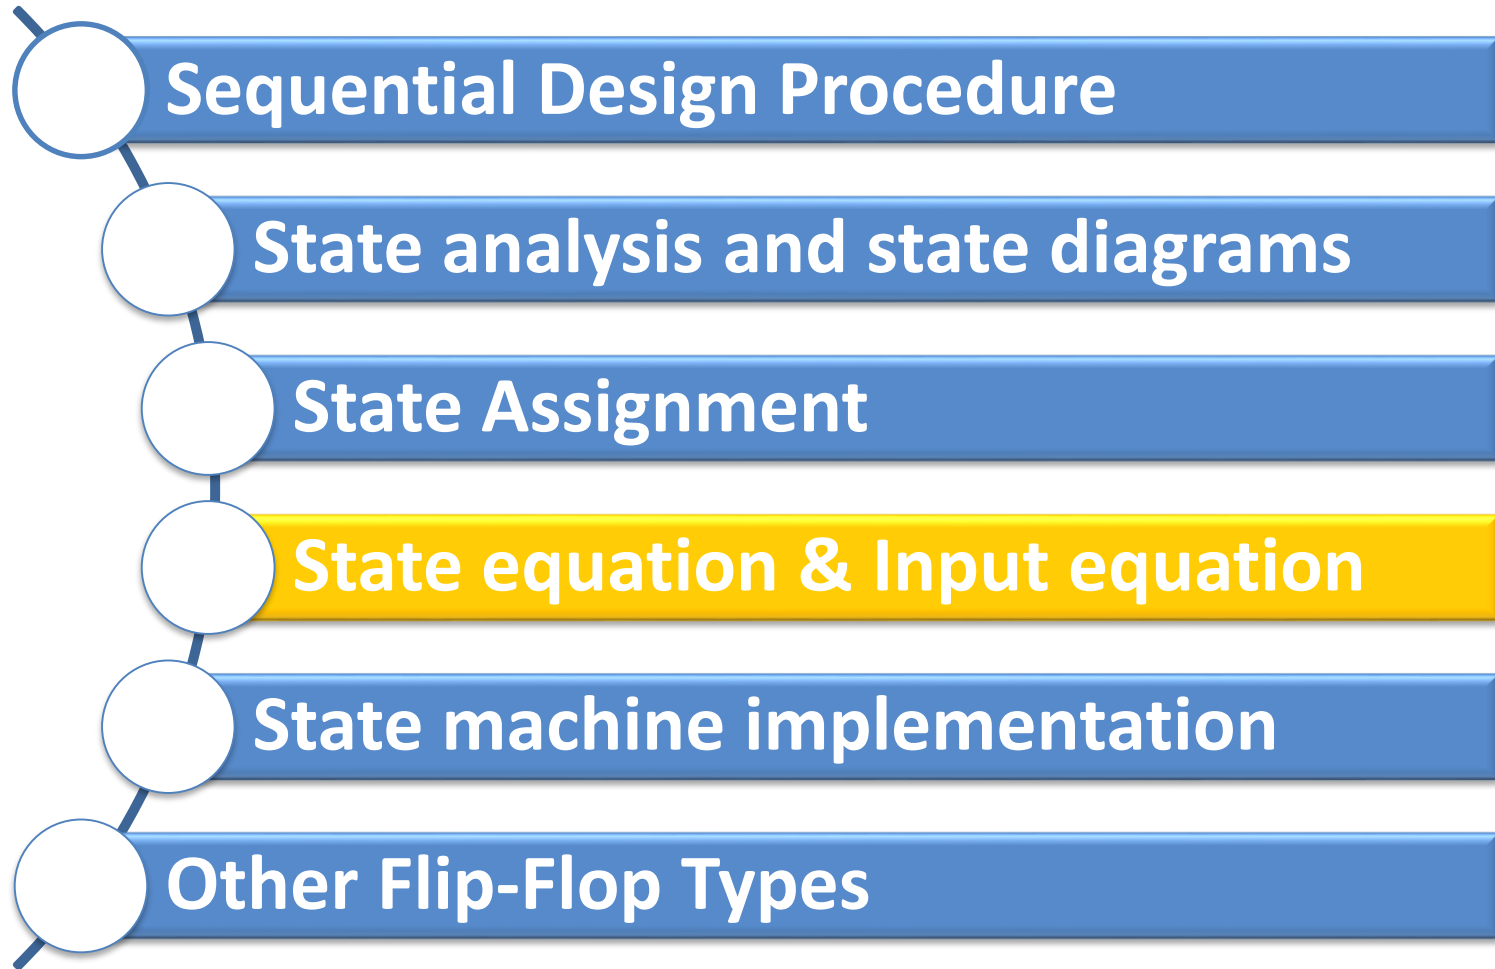 Sequential Design Procedure
State analysis and state diagrams
State Assignment
State equation & Input equation
State machine implementation
Other Flip-Flop Types